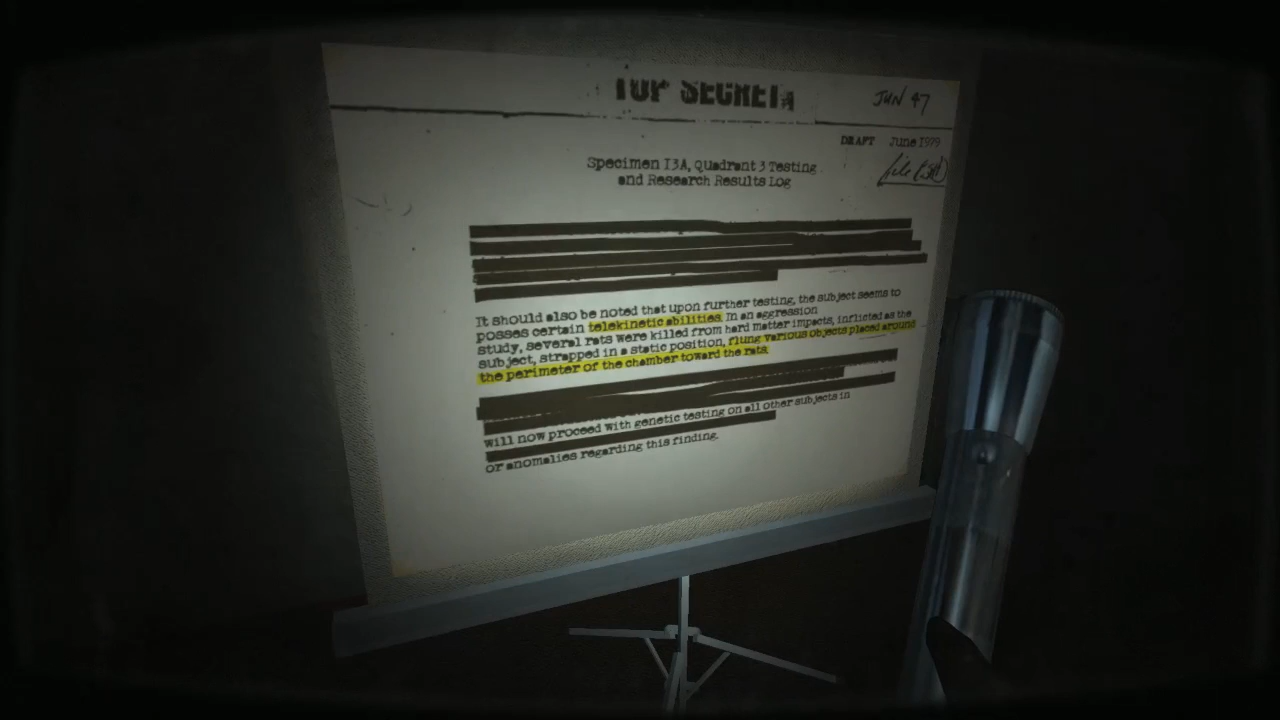 TOP SECRET
JUN 47
DRAFT June 1979
Specimen 13A, Quadrant 3 Testing
and Research Results Log
It should also be noted that upon further testing, the subject seems to
posses certain telekinetic abilities. In an aggression
study, several rats were killed from hard matter impacts, inflicted as the
subject, strapped in a static position, flung various objects placed around
the perimeter of the chamber toward the rats.
will now proceed with genetic testing on all other subjects in
or anomalies regarding this finding.